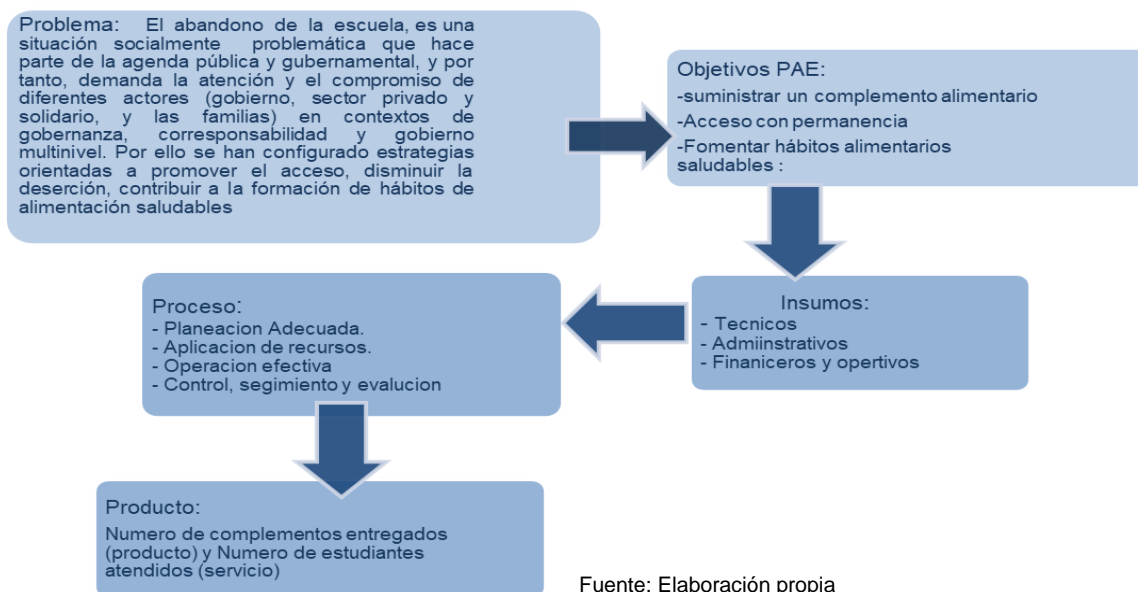 Problema: El abandono de la escuela, es una
situación socialmente problemática que hace
parte de la agenda pública y gubernamental, y por
tanto, demanda la atención y el compromiso de
diferentes actores (gobierno, sector privado y
solidario, y las familias) en contextos de
gobernanza, corresponsabilidad y gobierno
multinivel. Por ello se han configurado estrategias
orientadas a promover el acceso, disminuir la
deserción, contribuir a la formación de hábitos de
alimentación saludables
Objetivos PAE:
-suministrar un complemento alimentario
-Acceso con permanencia
-Fomentar hábitos alimentarios
saludables :
Insumos:
- Tecnicos
- Admiinstrativos
- Finaniceros y opertivos
Proceso:
- Planeacion Adecuada.
- Aplicacion de recursos.
- Operacion efectiva
- Control, segimiento y evalucion
Producto:
Numero de complementos entregados
(producto) y Numero de estudiantes
atendidos (servicio)
Fuente: Elaboración propia